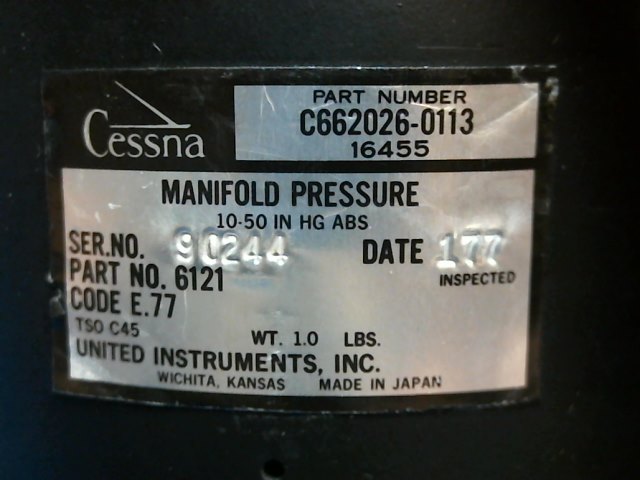 Cessna
PART NUMBER
C662026-0113
16455
MANIFOLD PRESSURE
10-50 IN HG ABS
SER.NO. 90244 DATE 177
PART NO. 6121 INSPECTED
CODE E.77
TSO C45
WT. 1.0 LBS.
UNITED INSTRUMENTS, INC.
WICHITA, KANSAS MADE IN JAPAN